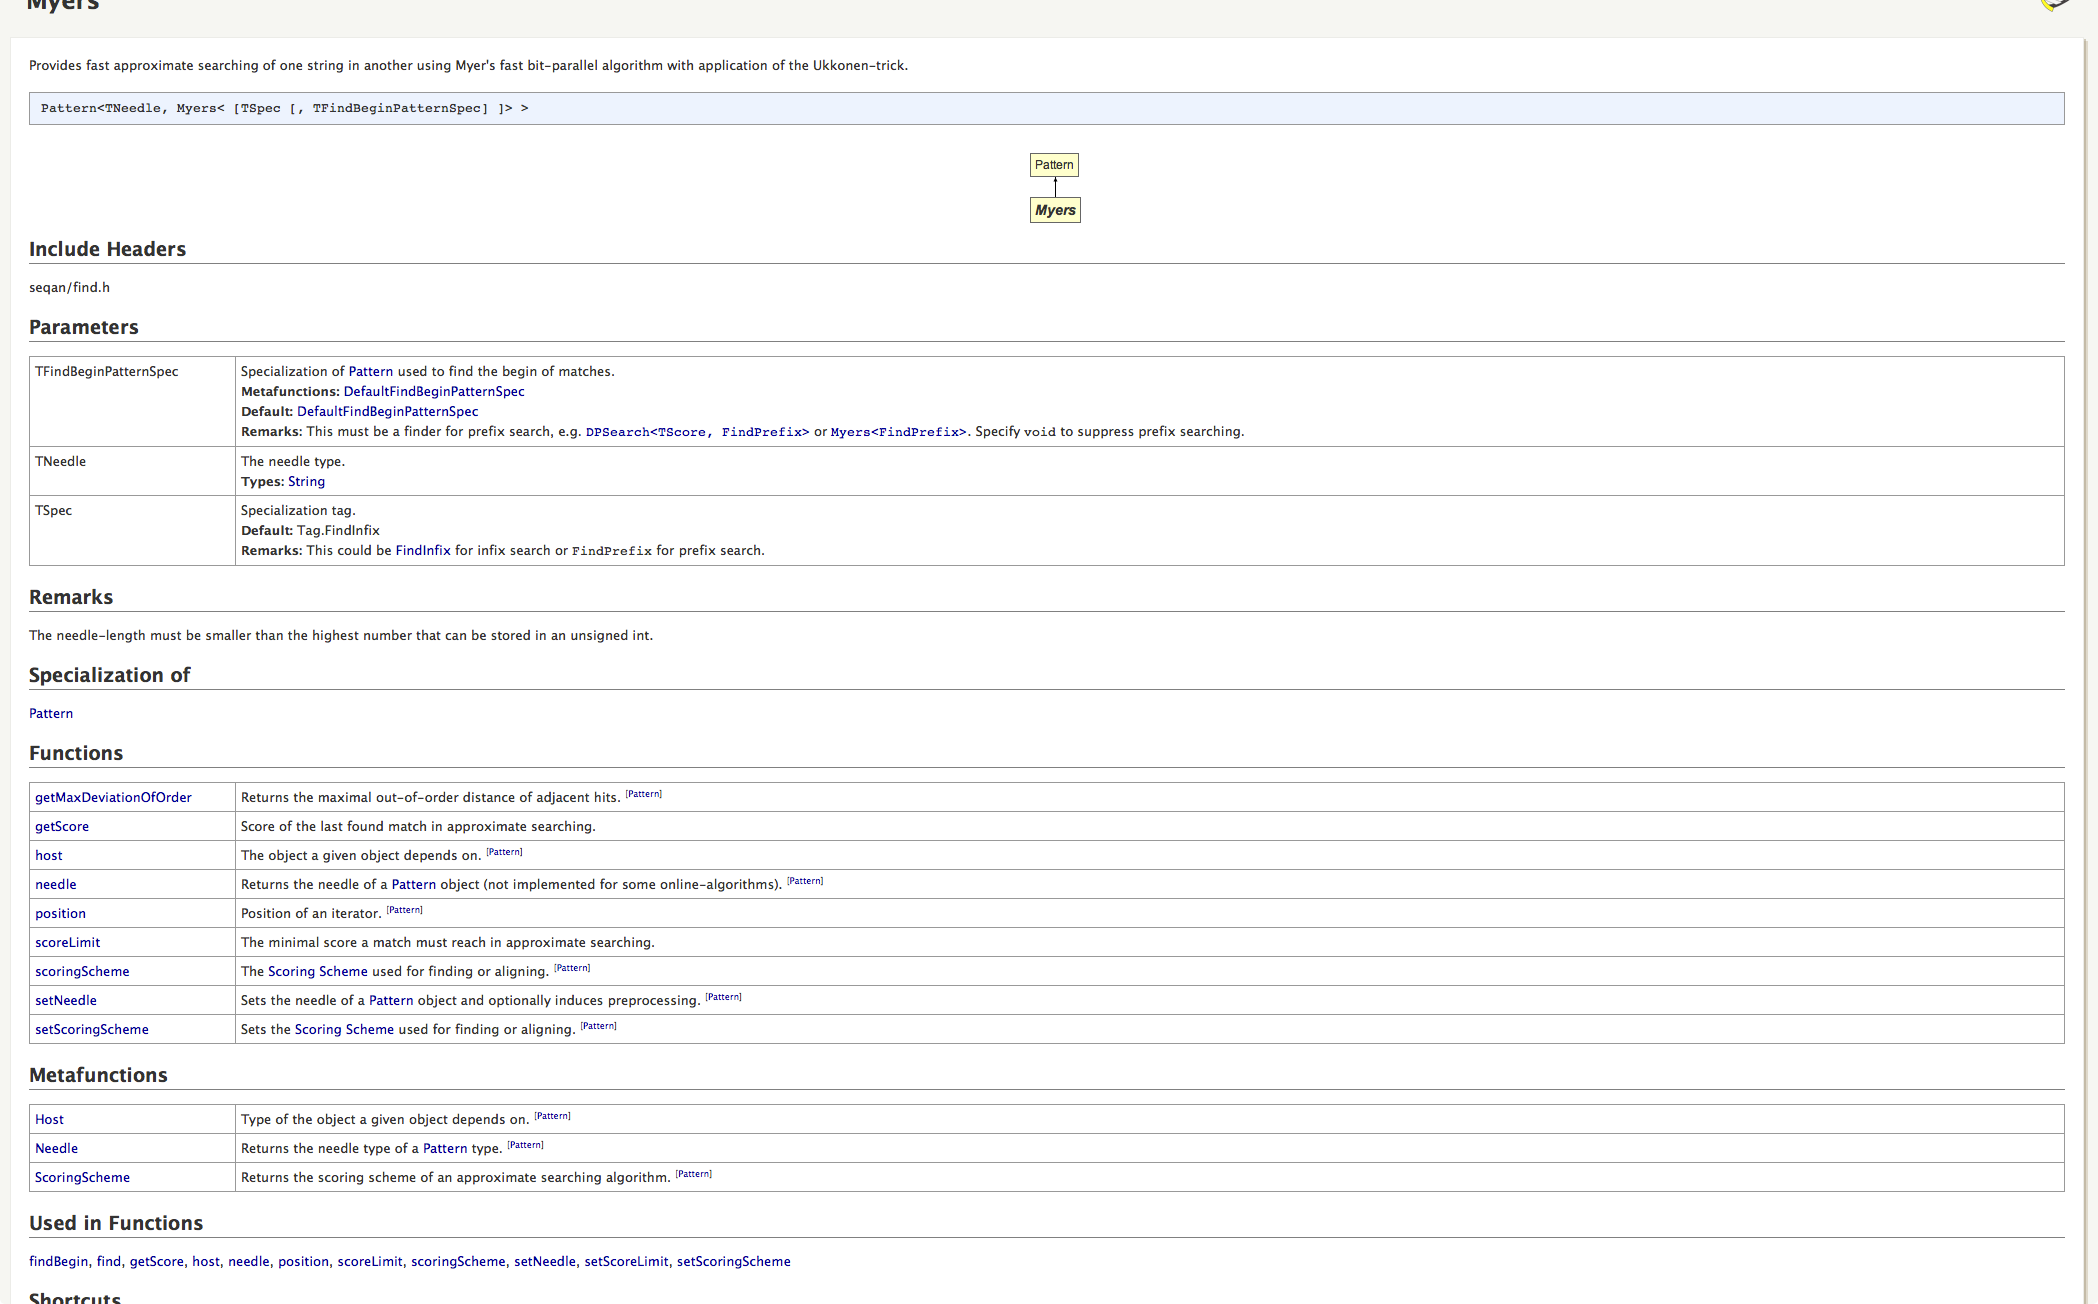 Myers
Provides fast approximate searching of one string in another using Myer's fast bit-parallel algorithm with application of the Ukkonen-trick.
Pattern<TNeedle, Myers< [TSpec [, TFindBeginPatternSpec] ]> >
Pattern
Myers
Include Headers
seqan/find.h
Parameters
TFindBeginPatternSpec Specialization of Pattern used to find the begin of matches.
Metafunctions: DefaultFindBeginPatternSpec
Default: DefaultFindBeginPatternSpec
Remarks: This must be a finder for prefix search, e.g. DPSearch<TScore, FindPrefix> or Myers<FindPrefix>. Specify void to suppress prefix searching.
TNeedle The needle type.
Types: String
TSpec Specialization tag.
Default: Tag.FindInfix
Remarks: This could be FindInfix for infix search or FindPrefix for prefix search.
Remarks
The needle-length must be smaller than the highest number that can be stored in an unsigned int.
Specialization of
Pattern
Functions
getMaxDeviationOfOrder Returns the maximal out-of-order distance of adjacent hits. [Pattern]
getScore Score of the last found match in approximate searching.
host The object a given object depends on. [Pattern]
needle Returns the needle of a Pattern object (not implemented for some online-algorithms). [Pattern]
position Position of an iterator. [Pattern]
scoreLimit The minimal score a match must reach in approximate searching.
scoringScheme The Scoring Scheme used for finding or aligning. [Pattern]
setNeedle Sets the needle of a Pattern object and optionally induces preprocessing. [Pattern]
setScoringScheme Sets the Scoring Scheme used for finding or aligning. [Pattern]
Metafunctions
Host Type of the object a given object depends on. [Pattern]
Needle Returns the needle type of a Pattern type. [Pattern]
ScoringScheme Returns the scoring scheme of an approximate searching algorithm. [Pattern]
Used in Functions
findBegin, find, getScore, host, needle, position, scoreLimit, scoringScheme, setNeedle, setScoreLimit, setScoringScheme
Shortcuts